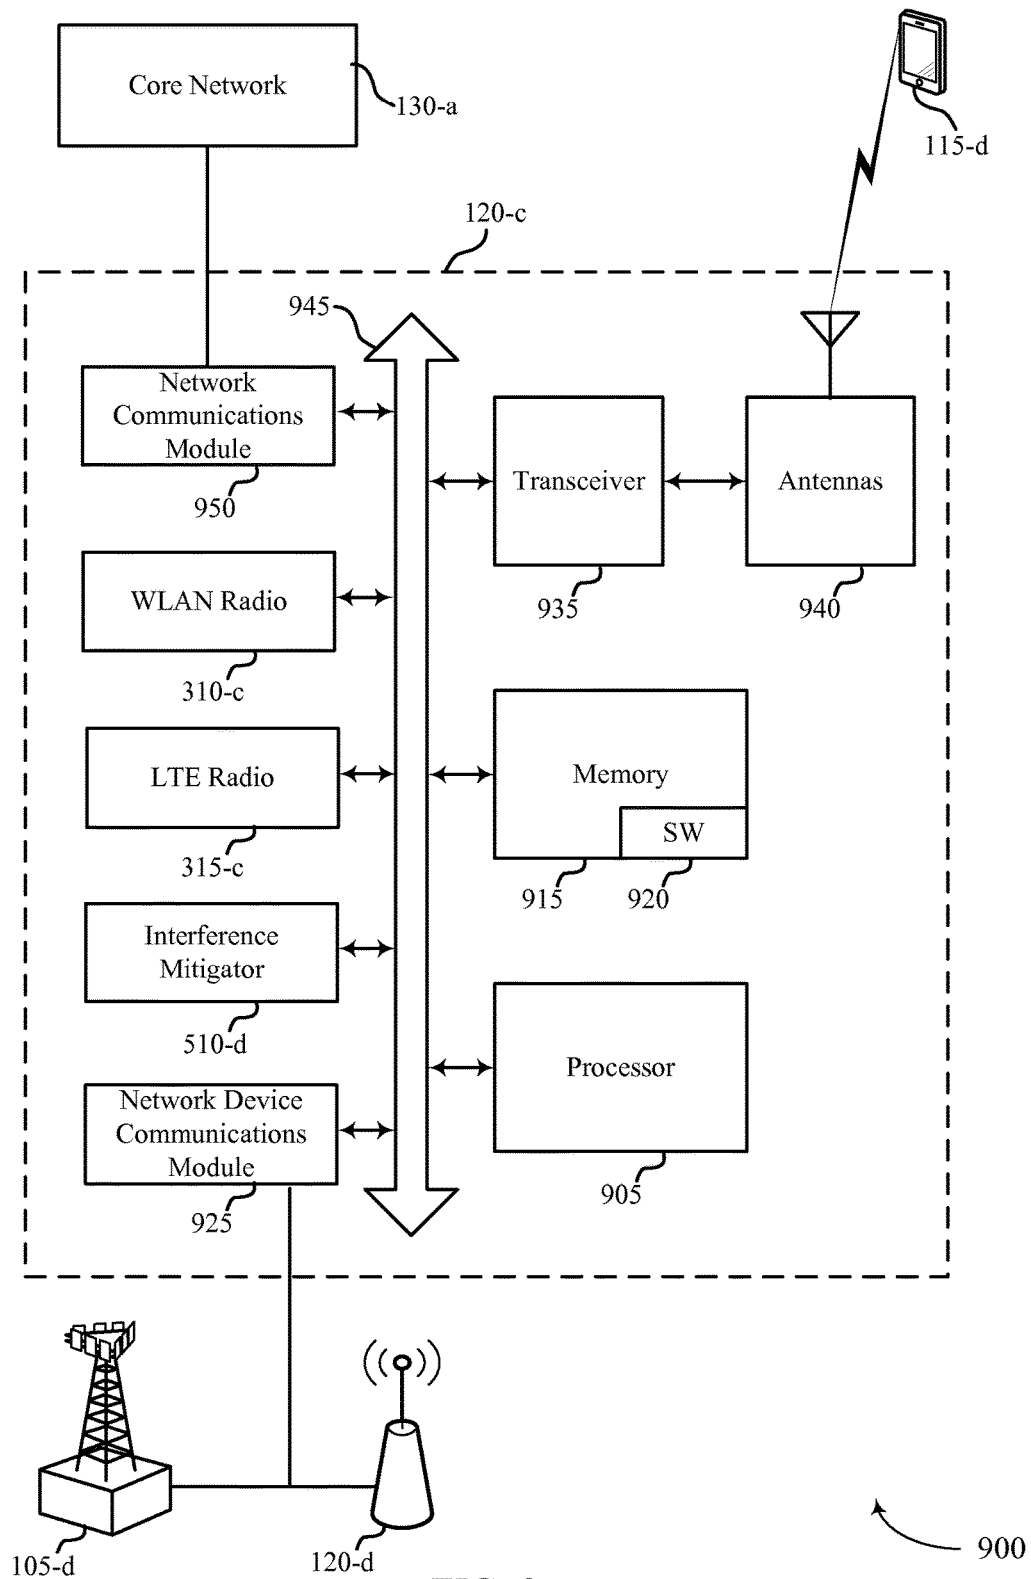 Core Network
130-a
115-d
120-c
945
Network
Communications
Module
950
Transceiver
935
Antennas
940
WLAN Radio
310-c
LTE Radio
315-c
Memory
SW
915
920
Interference
Mitigator
510-d
Processor
905
Network Device
Communications
Module
925
105-d
120-d
900